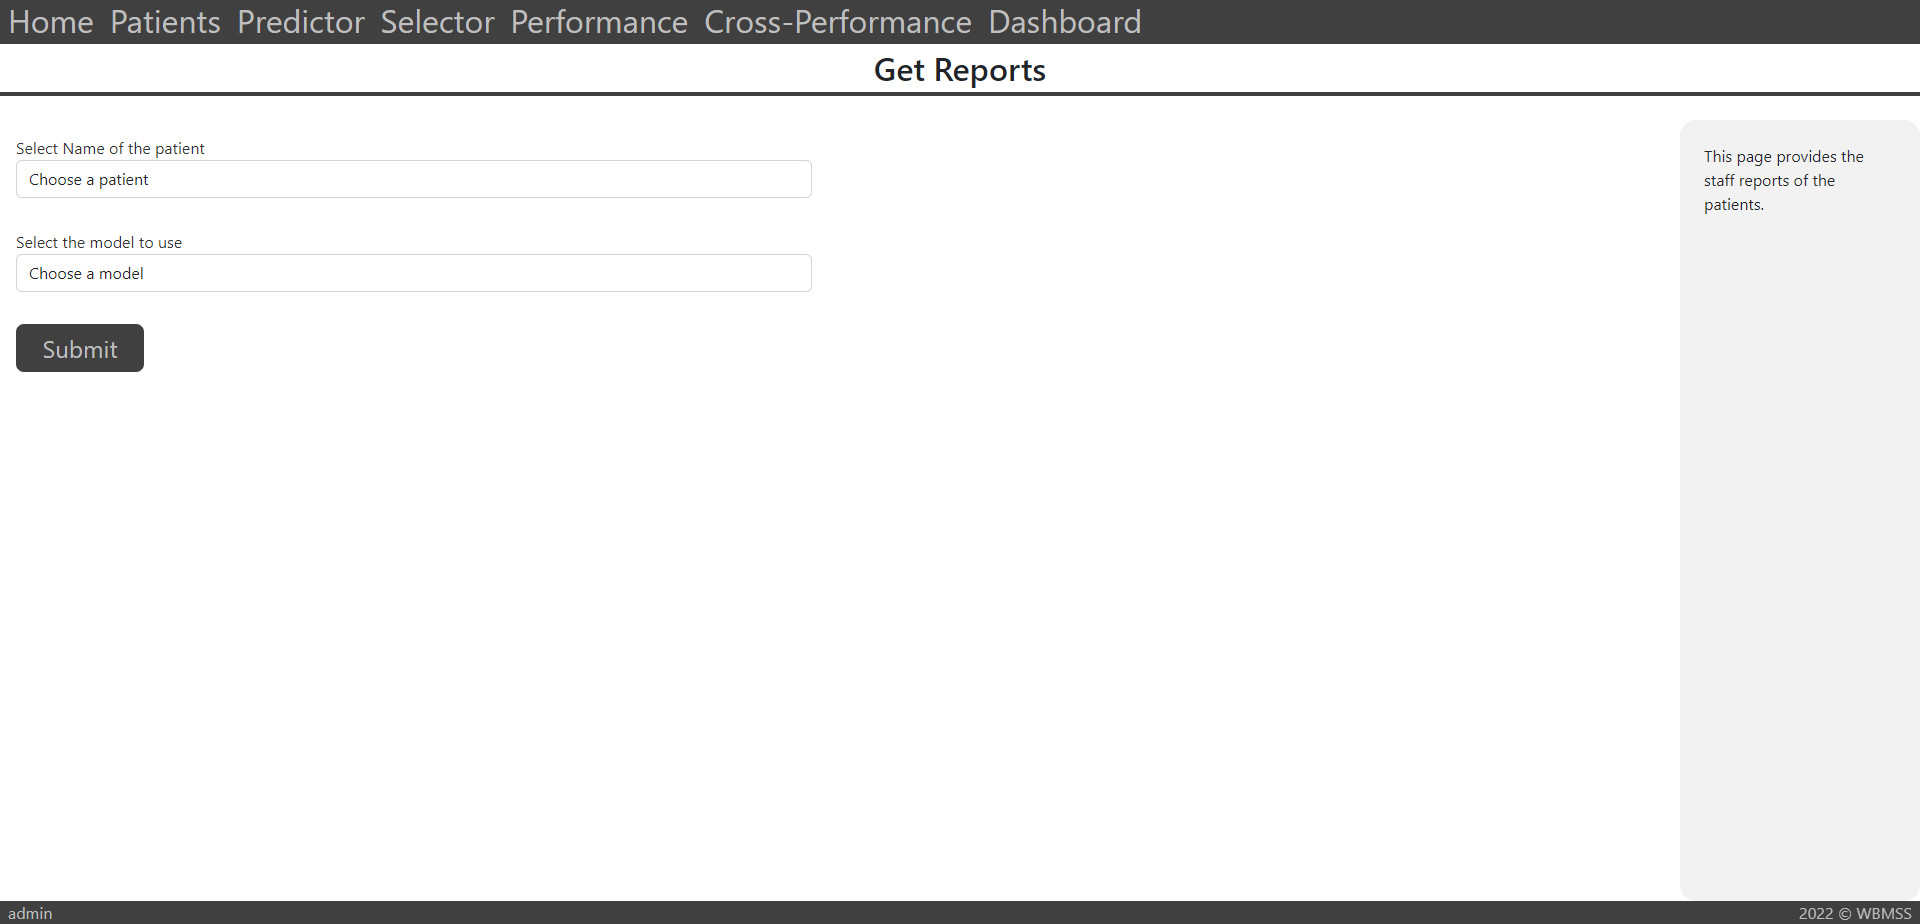 Home Patients Predictor Selector Performance Cross-Performance Dashboard
Get Reports
Select Name of the patient
Choose a patient
Select the model to use
Choose a model
Submit
This page provides the
staff reports of the
patients.
admin
2022 © WBMSS